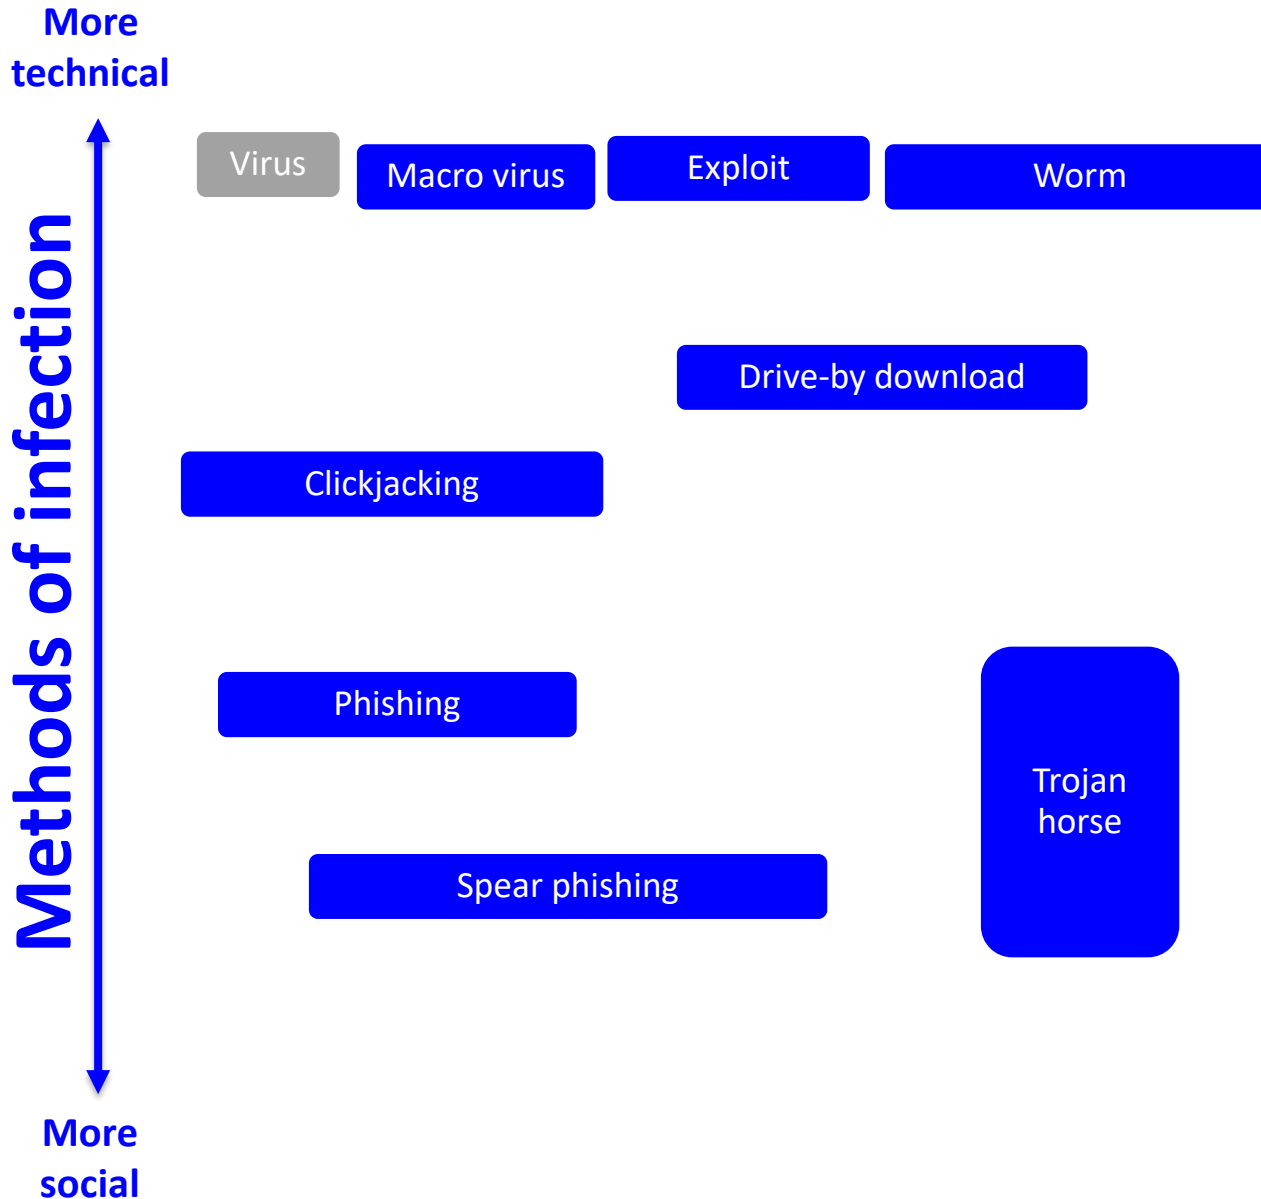 More
technical
Methods of infection
Virus
Macro virus
Exploit
Worm
Drive-by download
Clickjacking
Phishing
Trojan
horse
Spear phishing
More
social